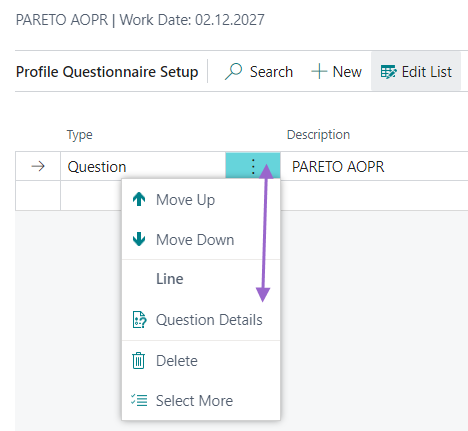 PARETO AOPR | Work Date: 02.12.2027
Profile Questionnaire Setup Search New Edit List
Type Description
Question PARETO AOPR
Move Up
Move Down
Line
Question Details
Delete
Select More